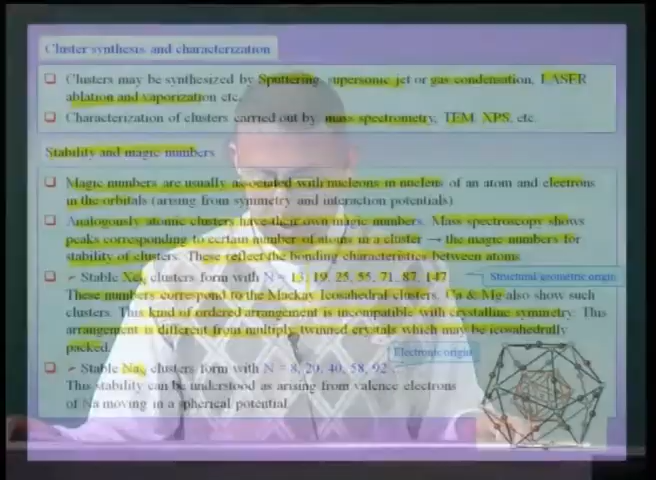 Cluster synthesis and characterization
Clusters may be synthesized by Sputtering, supersonic jet or gas condensation, LASER
ablation and vaporization etc.
Characterization of clusters carried out by mass spectrometry, TEM, XPS, etc.
Stability and magic numbers
Magic numbers are usually associated with nucleons in nucleus of an atom and electrons
in the orbitals (arising from symmetry and interaction potentials).
Analogously atomic clusters have their own magic numbers. Mass spectroscopy shows
peaks corresponding to certain number of atoms in a cluster → the magic numbers for
stability of clusters. These reflect the bonding characteristics between atoms.
➢ Stable Xe clusters form with N = 13, 19, 25, 55, 71, 87, 147
Structural geometric origin
These numbers correspond to the Mackay Icosahedral clusters. Ca & Mg also show such
clusters. This kind of ordered arrangement is incompatible with crystalline symmetry. This
arrangement is different from multiply twinned crystals which may be icosahedrally
packed.
Electronic origin
➢ Stable Na clusters form with N = 8, 20, 40, 58, 92
This stability can be understood as arising from valence electrons
of Na moving in a spherical potential.